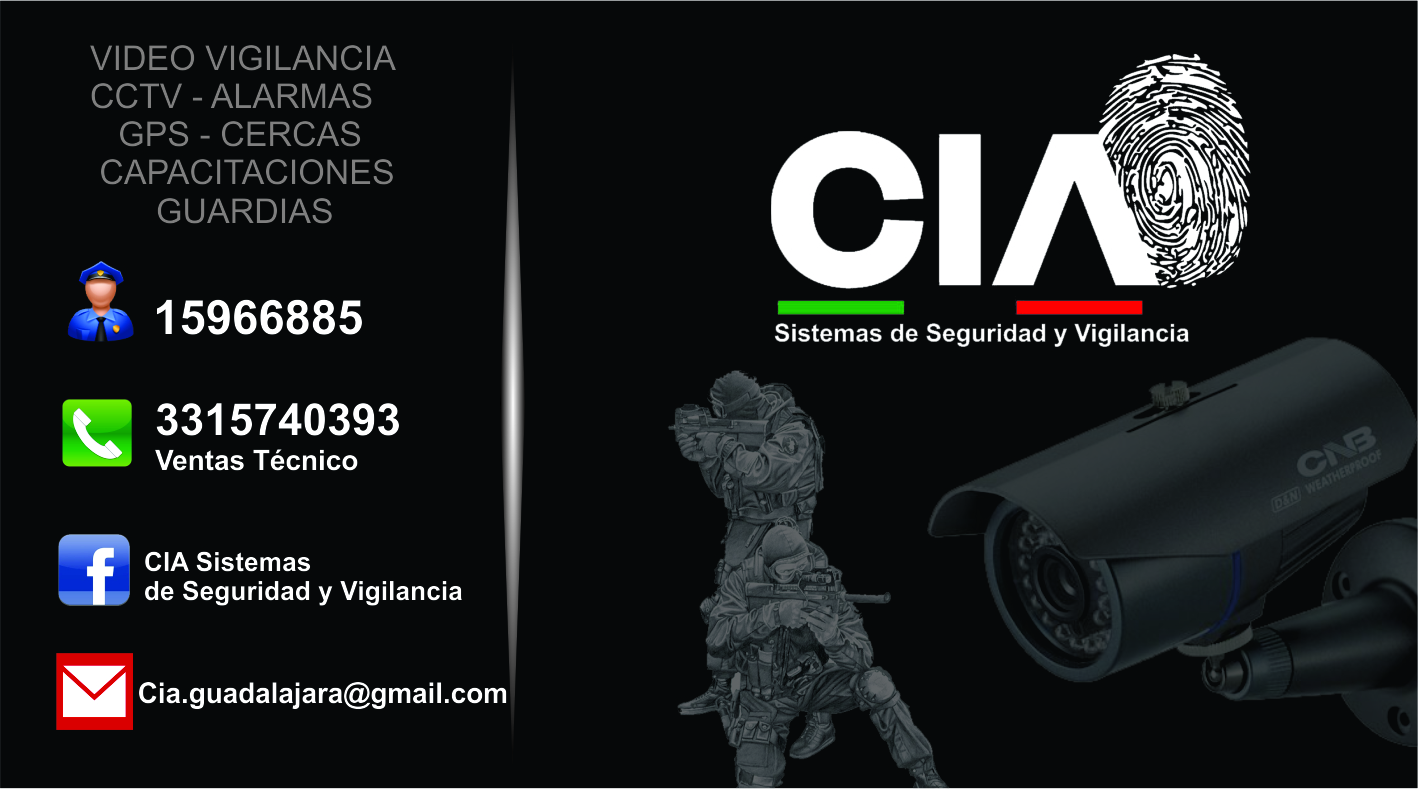 VIDEO VIGILANCIA
CCTV - ALARMAS
GPS - CERCAS
CAPACITACIONES
GUARDIAS
15966885
3315740393
Ventas Técnico
CIA Sistemas
de Seguridad y Vigilancia
Cia.guadalajara@gmail.com
CIA
Sistemas de Seguridad y Vigilancia
CNB
D&N WEATHERPROOF